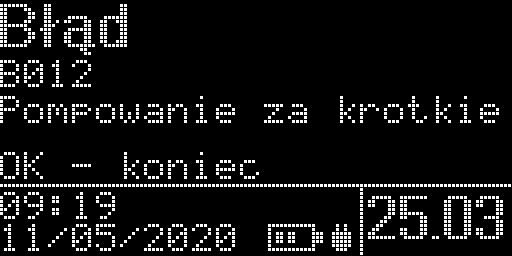 Błąd
B012
Pompowanie za krotkie
OK - koniec
09:19
11/05/2020
25.03